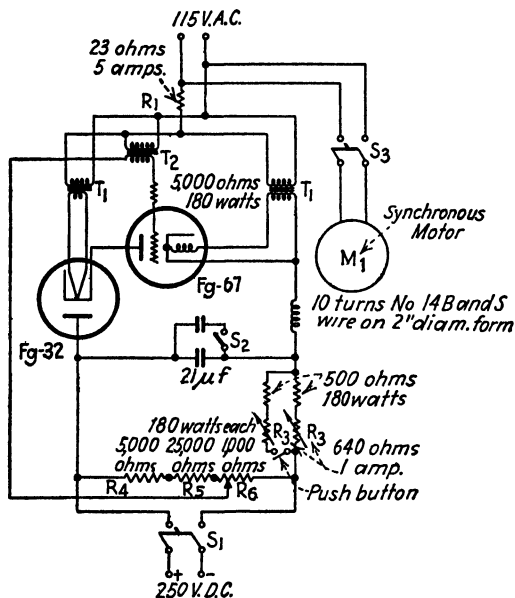 115 V. A.C.
23 ohms
5 amps.
R1
T2
S3
T1
5,000 ohms
180 watts
T1
Synchronous
Motor
M1
Fg-67
10 turns No 14 B and S
wire on 2" diam. form
Fg-32
S2
21 μf
500 ohms
180 watts
180 watts each
5,000 25,000 1,000
ohms ohms ohms
R3
R3
640 ohms
1 amp.
R4
R5
R6
Push button
S1
+ -
250 V. D.C.